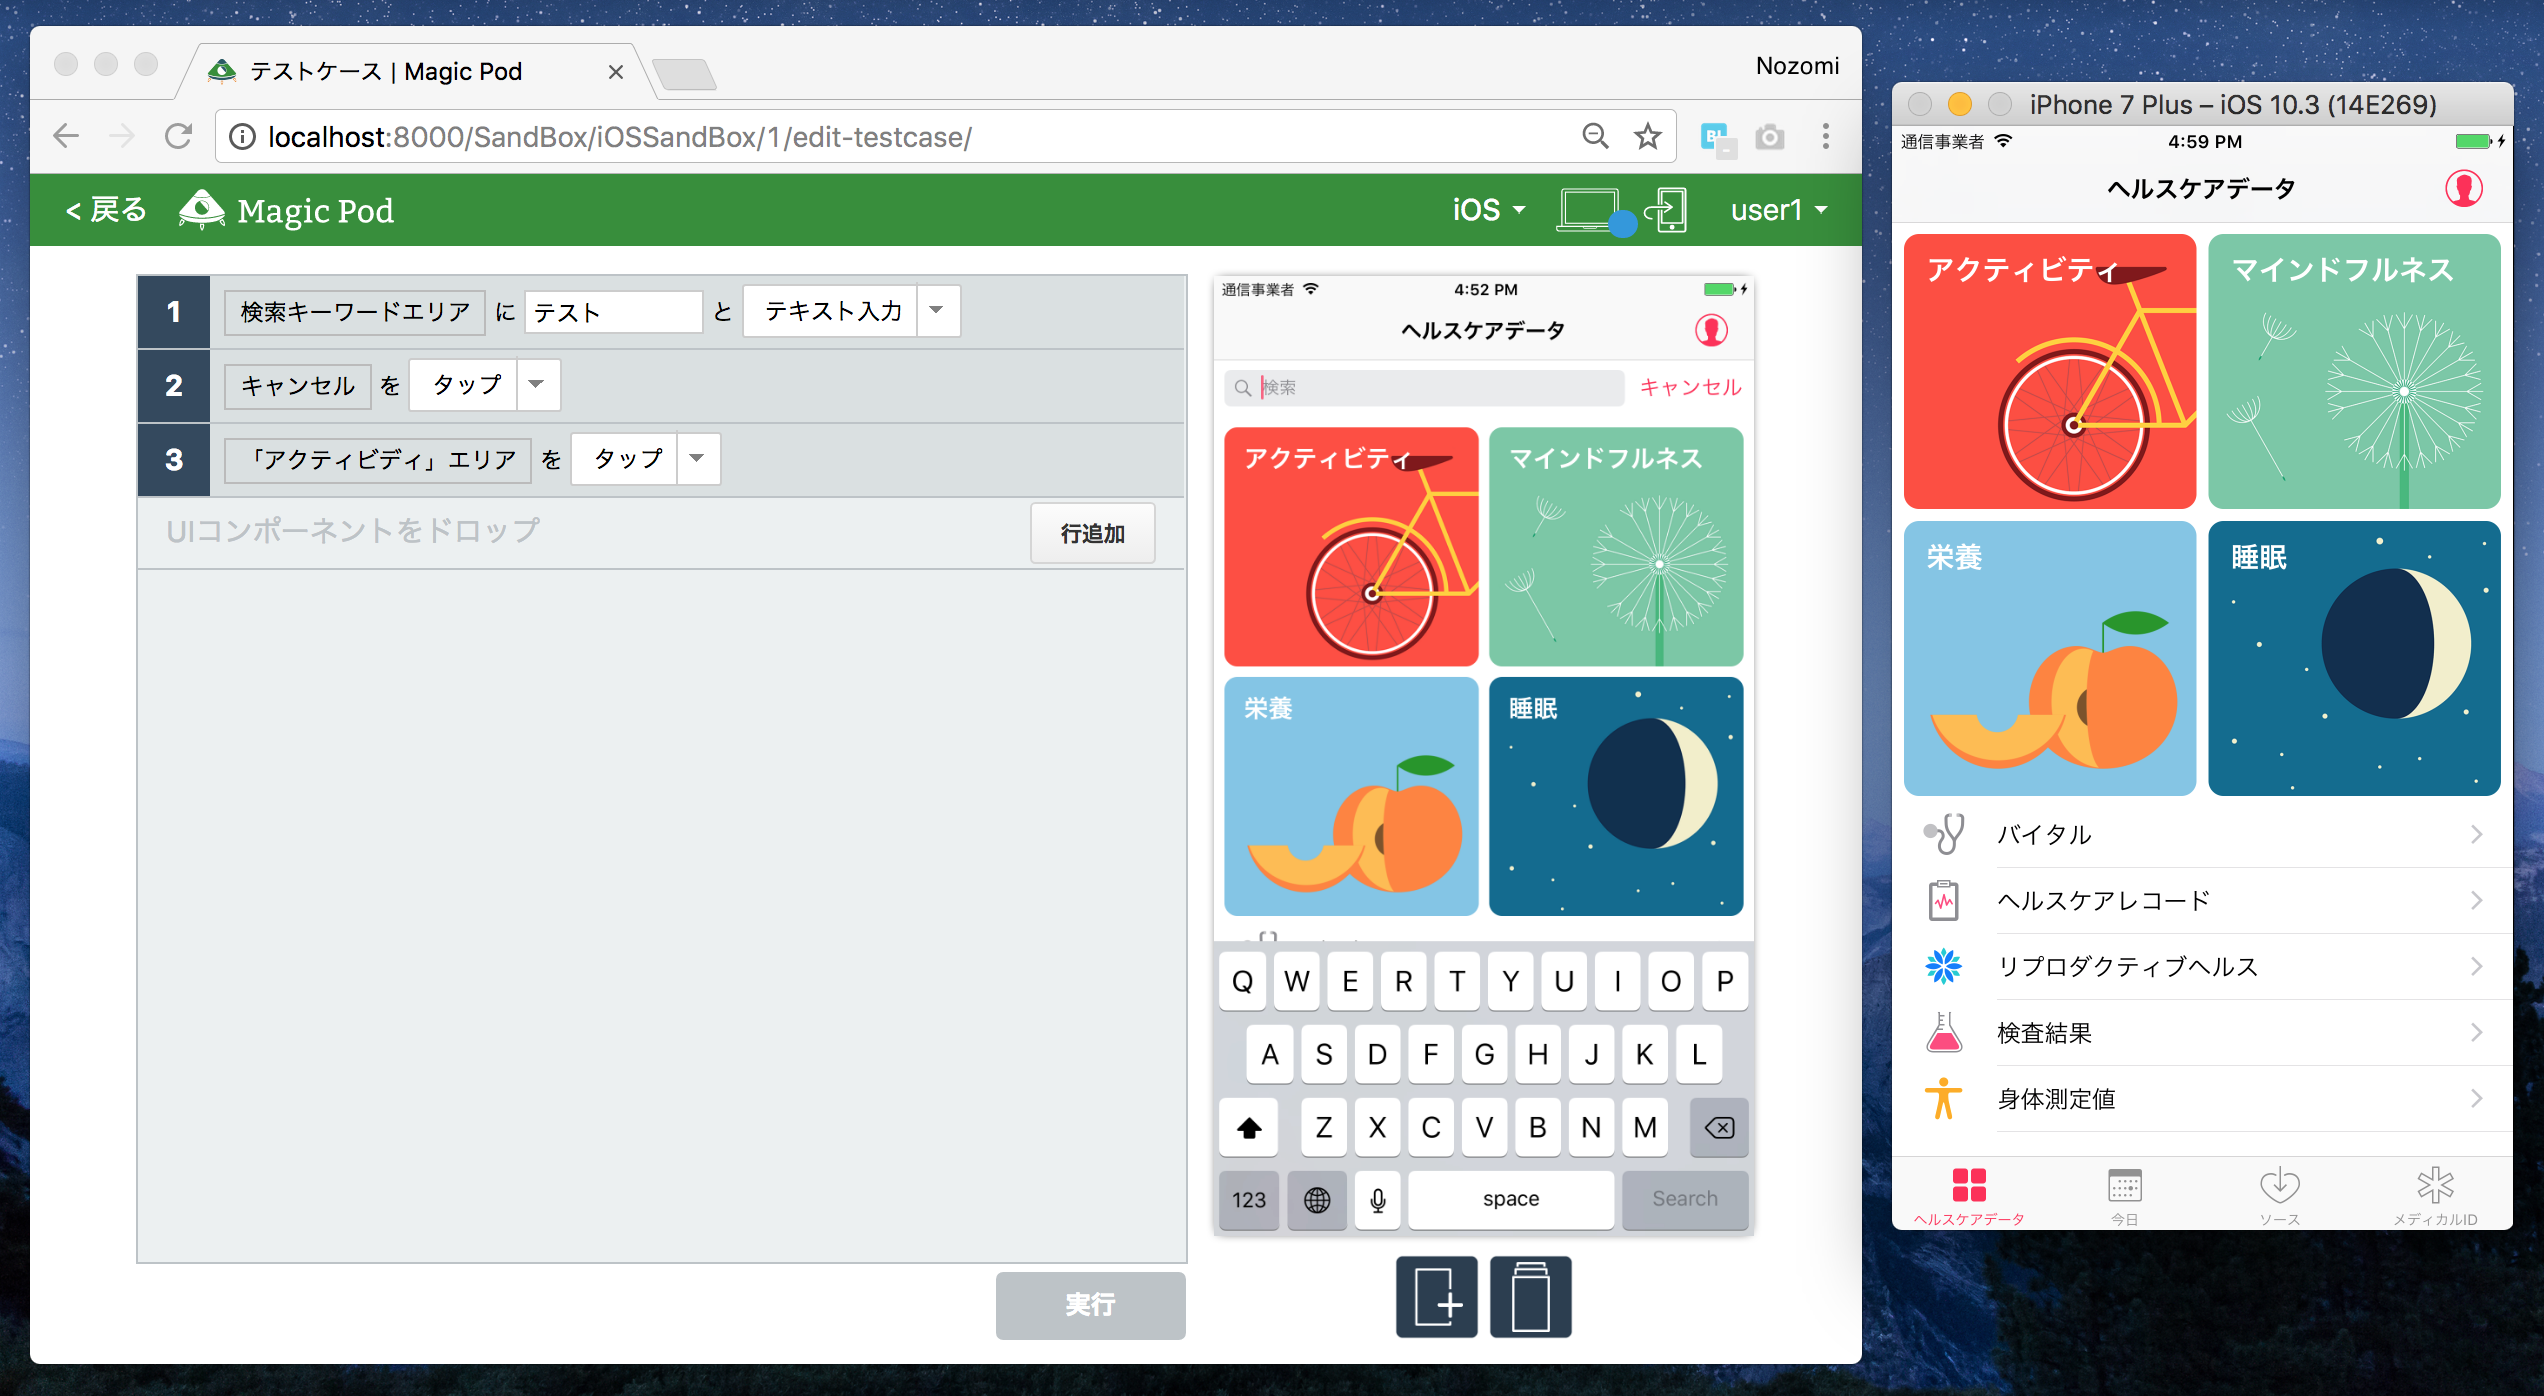 テストケース | Magic Pod
Nozomi
localhost:8000/SandBox/iOSSandBox/1/edit-testcase/
< 戻る Magic Pod iOS user1
1 検索キーワードエリア に テスト と テキスト入力
2 キャンセル を タップ
3 「アクティビディ」エリア を タップ
UIコンポーネントをドロップ 行追加
実行
通信事業者 4:52 PM
ヘルスケアデータ
検索 キャンセル
アクティビティ マインドフルネス
栄養 睡眠
Q W E R T Y U I O P
A S D F G H J K L
Z X C V B N M
123 space Search
iPhone 7 Plus – iOS 10.3 (14E269)
通信事業者 4:59 PM
ヘルスケアデータ
アクティビティ マインドフルネス
栄養 睡眠
バイタル
ヘルスケアレコード
リプロダクティブヘルス
検査結果
身体測定値
ヘルスケアデータ 今日 ソース メディカルID